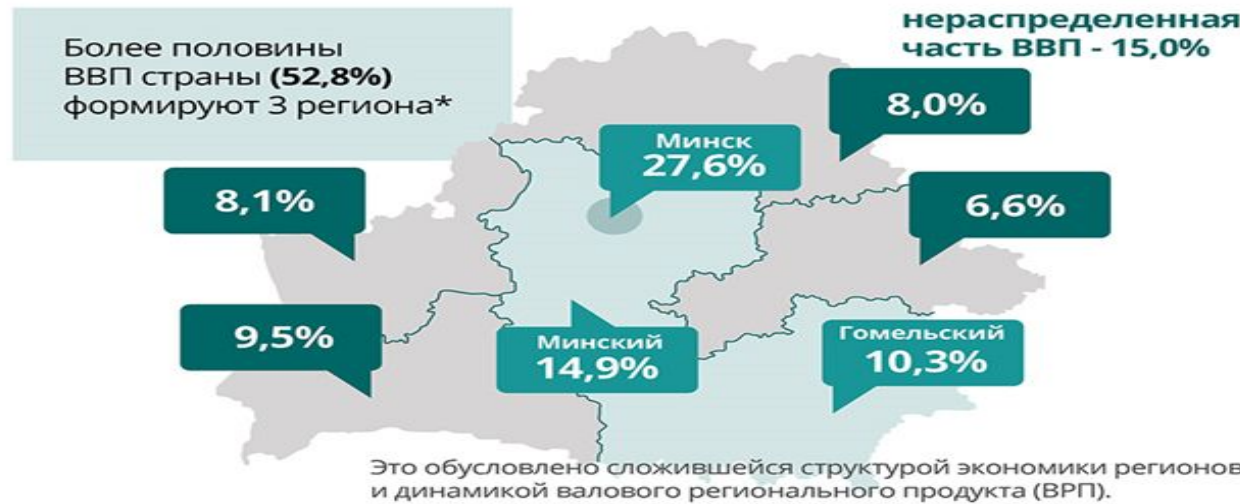 Более половины
ВВП страны (52,8%)
формируют 3 региона*
нераспределенная
часть ВВП - 15,0%
8,0%
Минск
27,6%
8,1%
6,6%
9,5%
Минский
14,9%
Гомельский
10,3%
Это обусловлено сложившейся структурой экономики регионов
и динамикой валового регионального продукта (ВРП).